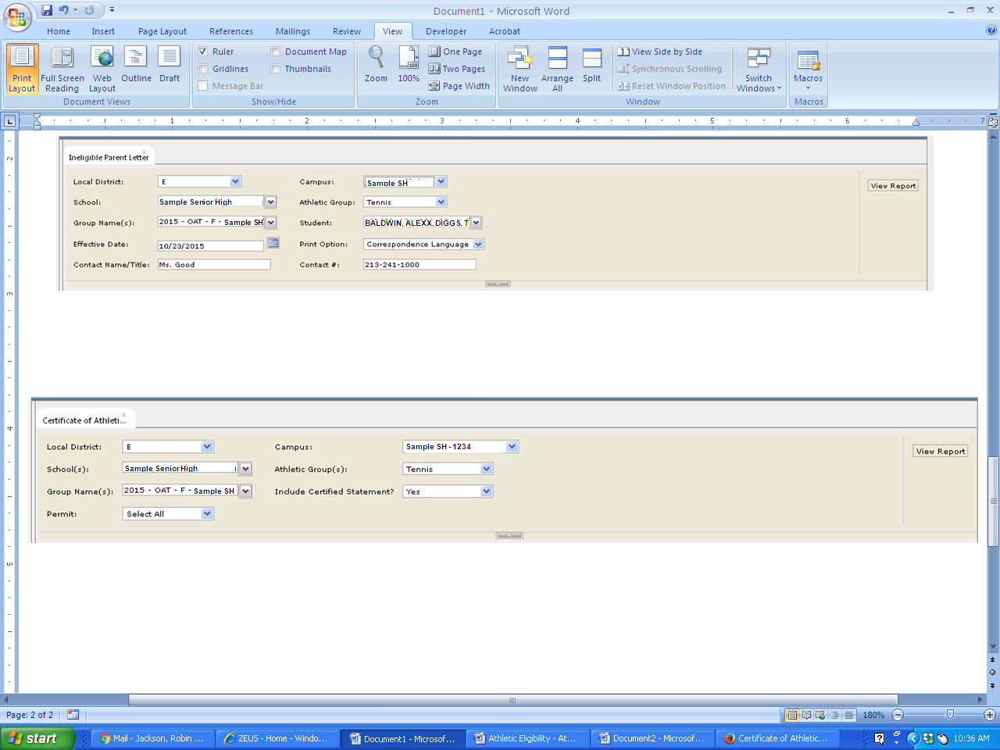 Document1 - Microsoft Word
Home Insert Page Layout References Mailings Review View Developer Acrobat
Print Layout
Full Screen Reading
Web Layout
Outline
Draft
Document Views
Ruler
Gridlines
Message Bar
Document Map
Thumbnails
Show/Hide
Zoom
100%
One Page
Two Pages
Page Width
Zoom
New Window
Arrange All
Split
View Side by Side
Synchronous Scrolling
Reset Window Position
Switch Windows
Window
Macros
Macros
1 2 3 4 5 6 7
2
3
4
5
Ineligible Parent Letter x
Local District: E Campus: Sample SH View Report
School: Sample Senior High Athletic Group: Tennis
Group Name(s): 2015 - OAT - F - Sample SH Student: BALDWIN, ALEXX, DIGGS, T
Effective Date: 10/23/2015 Print Option: Correspondence Language
Contact Name/Title: Ms. Good Contact #: 213-241-1000
Certificate of Athleti... x
Local District: E Campus: Sample SH - 1234 View Report
School(s): Sample Senior High Athletic Group(s): Tennis
Group Name(s): 2015 - OAT - F - Sample SH Include Certified Statement? Yes
Permit: Select All
Page: 2 of 2 180%
start Mail - Jackson, Robin ... ZEUS - Home - Windo... Document1 - Microsof... Athletic Eligibility - At... Document2 - Microsof... Certificate of Athletic... 10:36 AM